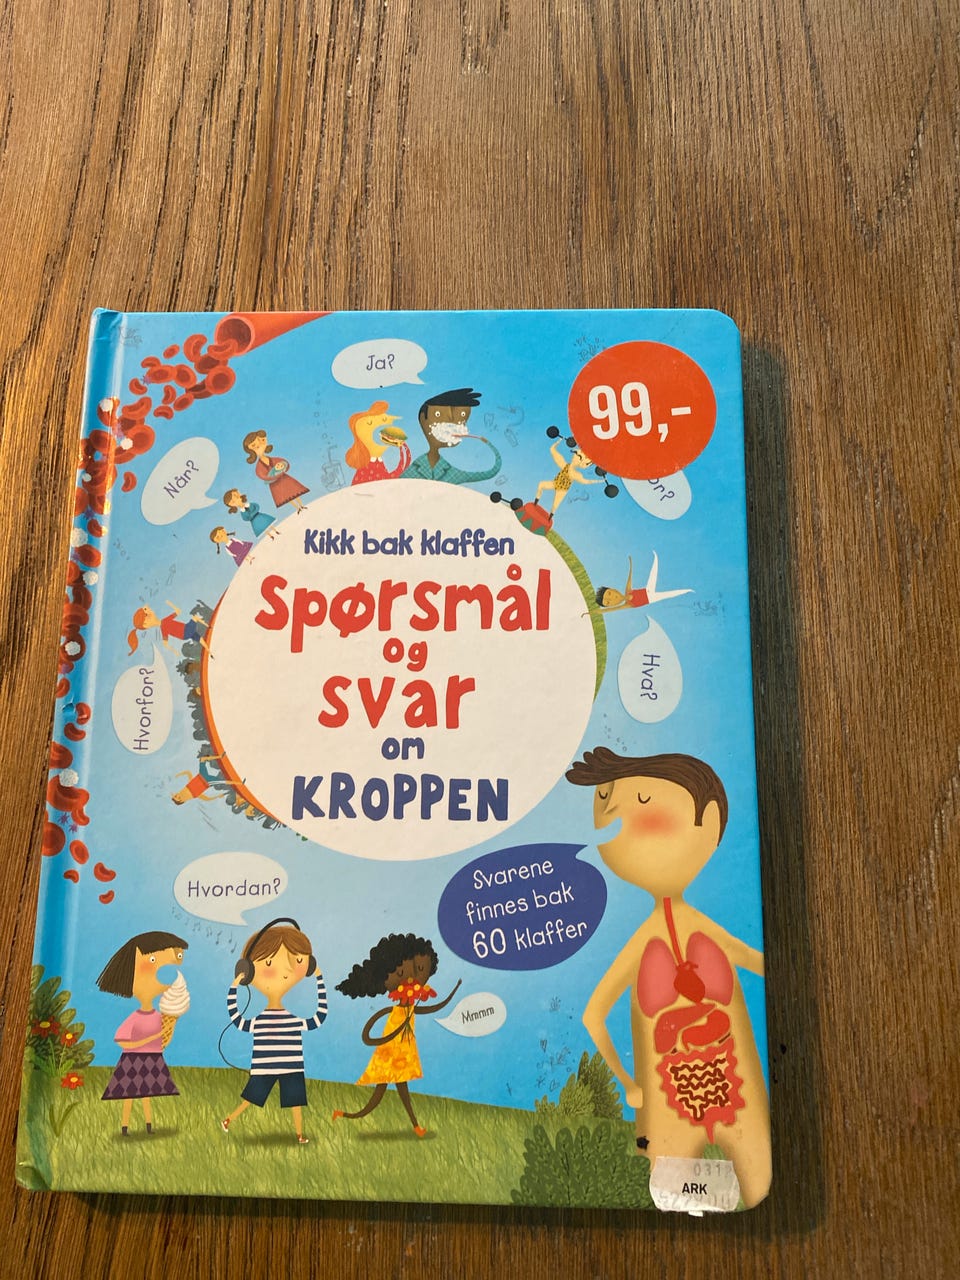 Ja?
99,-
Når?
Kikk bak klaffen
Spørsmål
og
svar
om
KROPPEN
Hva?
Hvorfor?
Svarene
finnes bak
60 klaffer
Hvordan?
Mmmm
ARK